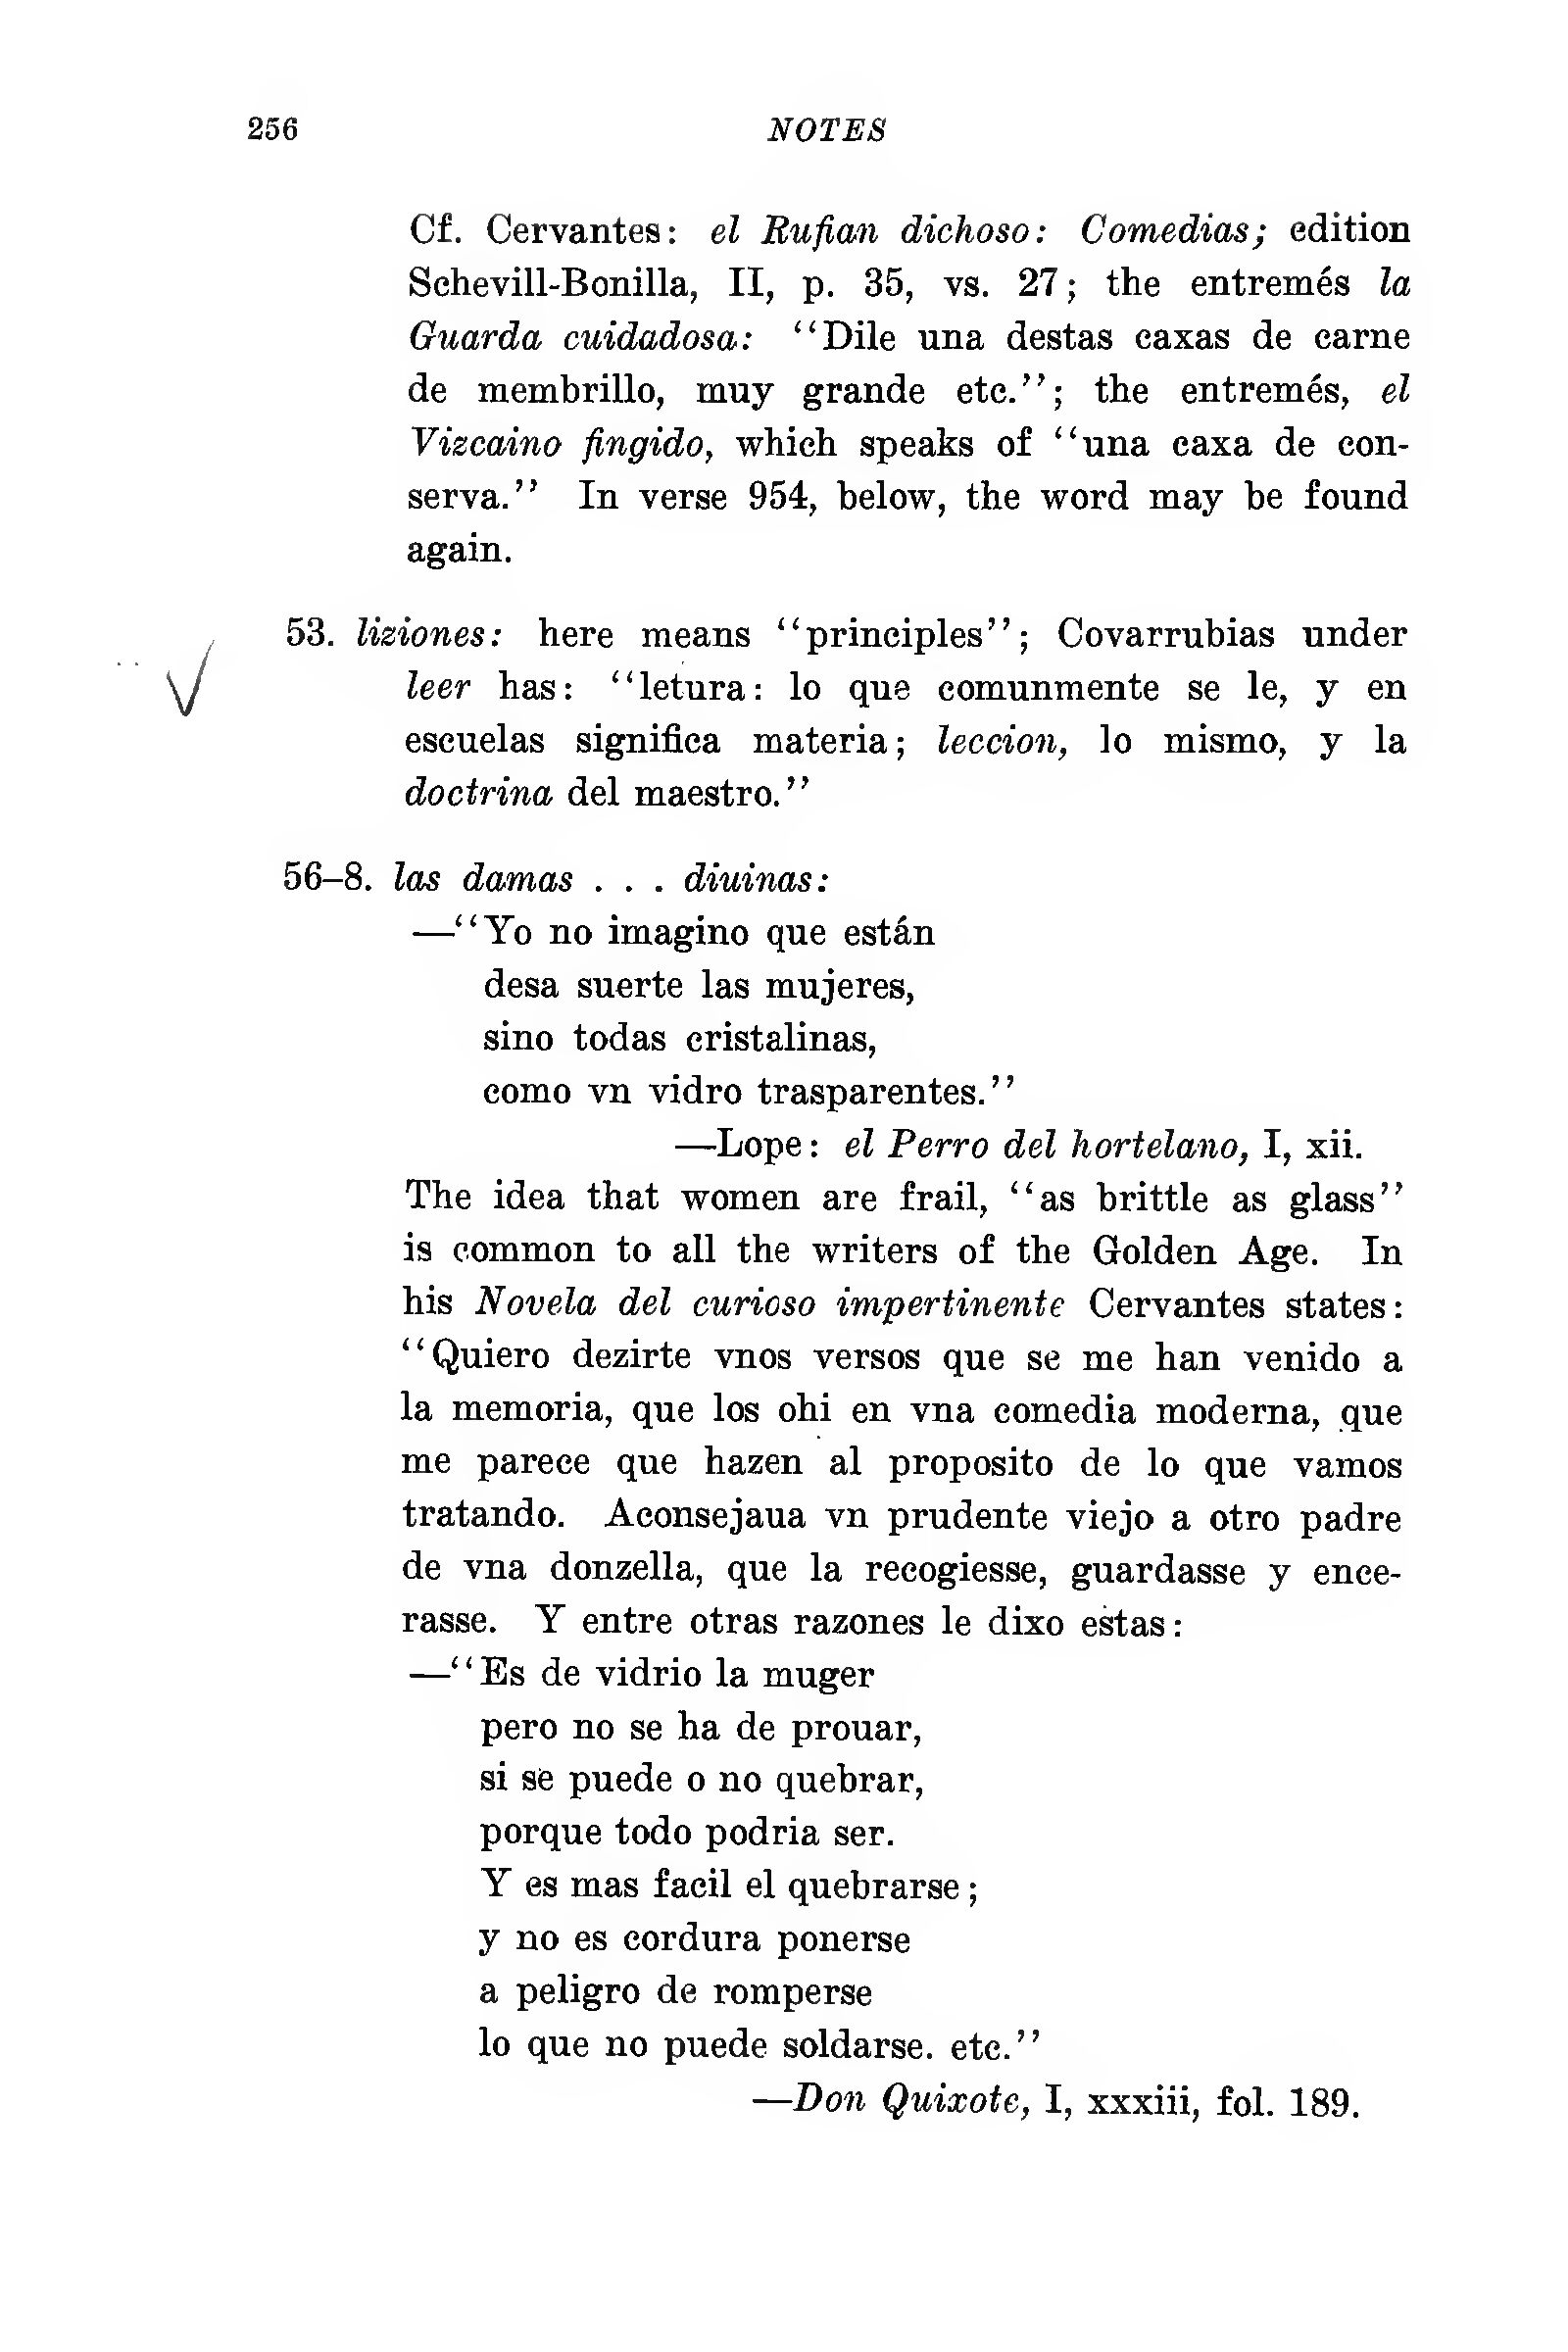 256 NOTES
Cf. Cervantes: el Rufian dichoso: Comedias; edition
Schevill-Bonilla, II, p. 35, vs. 27; the entremés la
Guarda cuidadosa: “Dile una destas caxas de carne
de membrillo, muy grande etc.”; the entremés, el
Vizcaino fingido, which speaks of “una caxa de con-
serva.” In verse 954, below, the word may be found
again.
53. liziones: here means “principles”; Covarrubias under
leer has: “letura: lo que comunmente se le, y en
escuelas significa materia; leccion, lo mismo, y la
doctrina del maestro.”
56–8. las damas . . . diuinas:
—“Yo no imagino que están
desa suerte las mujeres,
sino todas cristalinas,
como vn vidro trasparentes.”
—Lope: el Perro del hortelano, I, xii.
The idea that women are frail, “as brittle as glass”
is common to all the writers of the Golden Age. In
his Novela del curioso impertinente Cervantes states:
“Quiero dezirte vnos versos que se me han venido a
la memoria, que los ohi en vna comedia moderna, que
me parece que hazen al proposito de lo que vamos
tratando. Aconsejaua vn prudente viejo a otro padre
de vna donzella, que la recogiesse, guardasse y ence-
rasse. Y entre otras razones le dixo estas:
—“Es de vidrio la muger
pero no se ha de prouar,
si se puede o no quebrar,
porque todo podria ser.
Y es mas facil el quebrarse;
y no es cordura ponerse
a peligro de romperse
lo que no puede soldarse. etc.”
—Don Quixote, I, xxxiii, fol. 189.